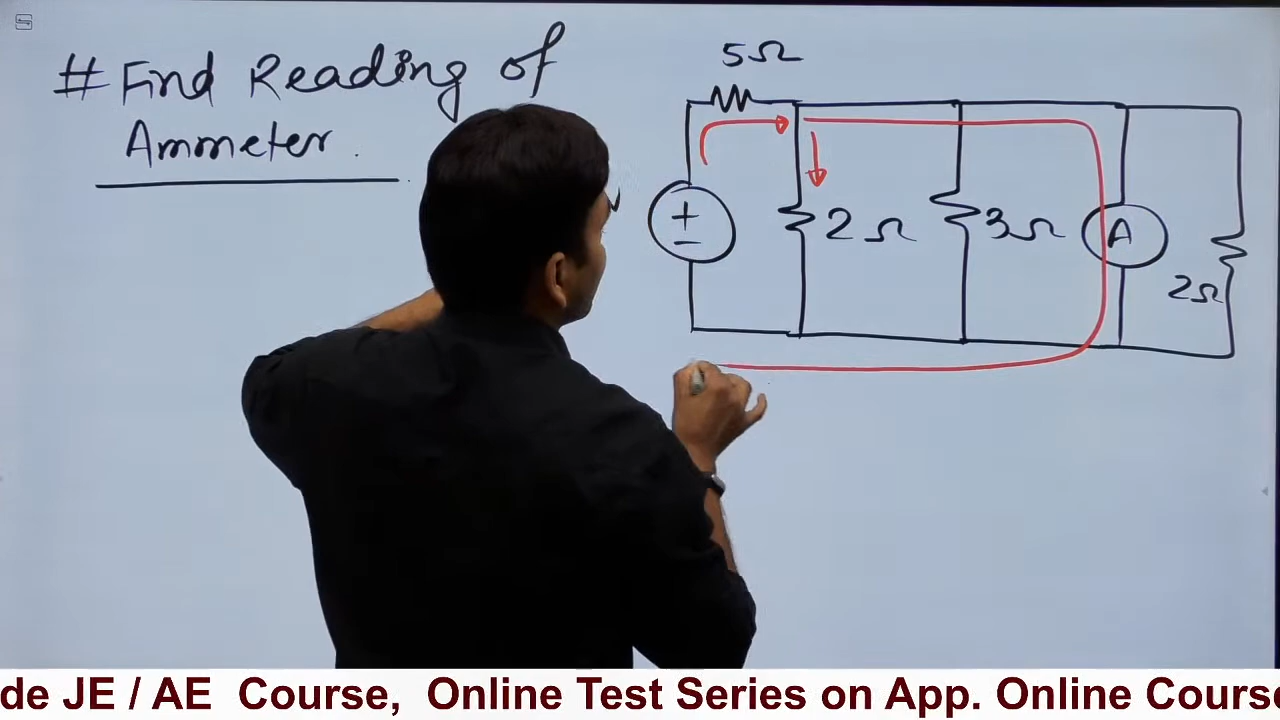 # Find Reading of
Ammeter.
5Ω
+
−
2Ω
3Ω
A
2Ω
de JE / AE Course, Online Test Series on App. Online Course